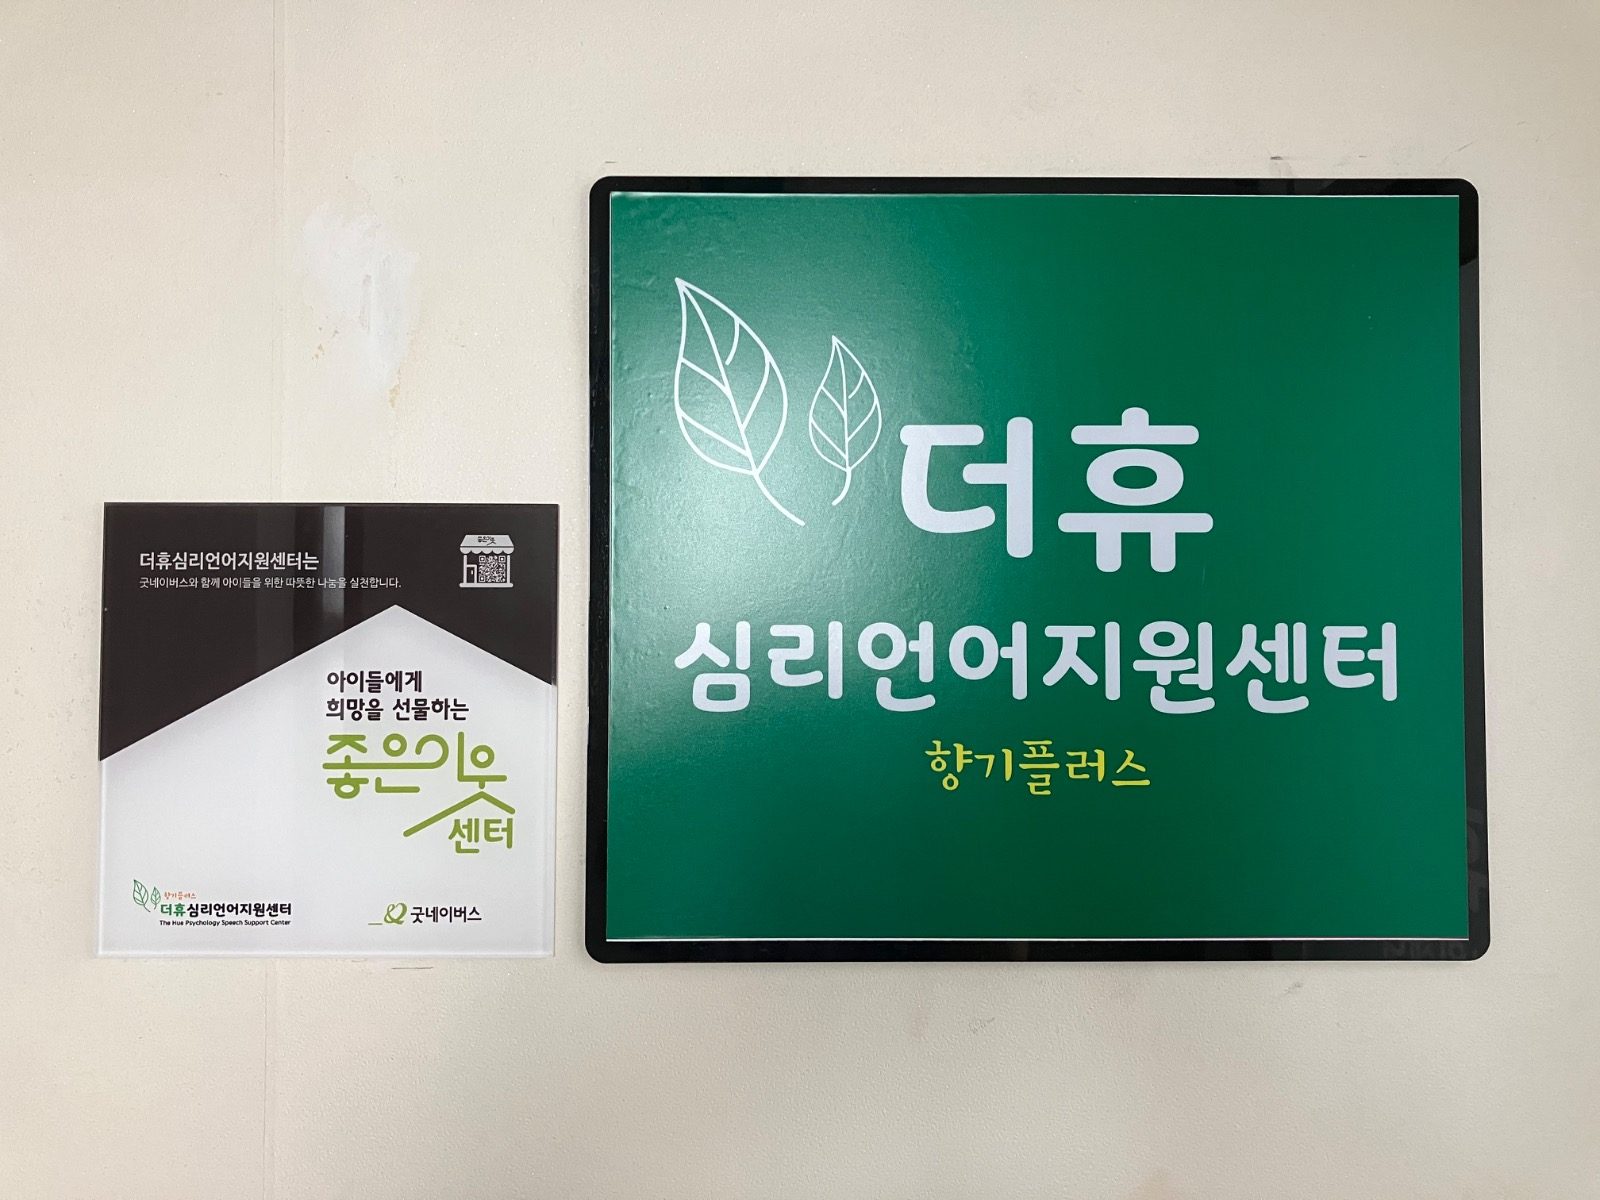 더휴심리언어지원센터는
굿네이버스와 함께 아이들을 위한 따뜻한 나눔을 실천합니다.
아이들에게
희망을 선물하는
좋은이웃
센터
향기플러스
더휴심리언어지원센터
The Hue Psychology Speech Support Center
굿네이버스
더휴
심리언어지원센터
향기플러스